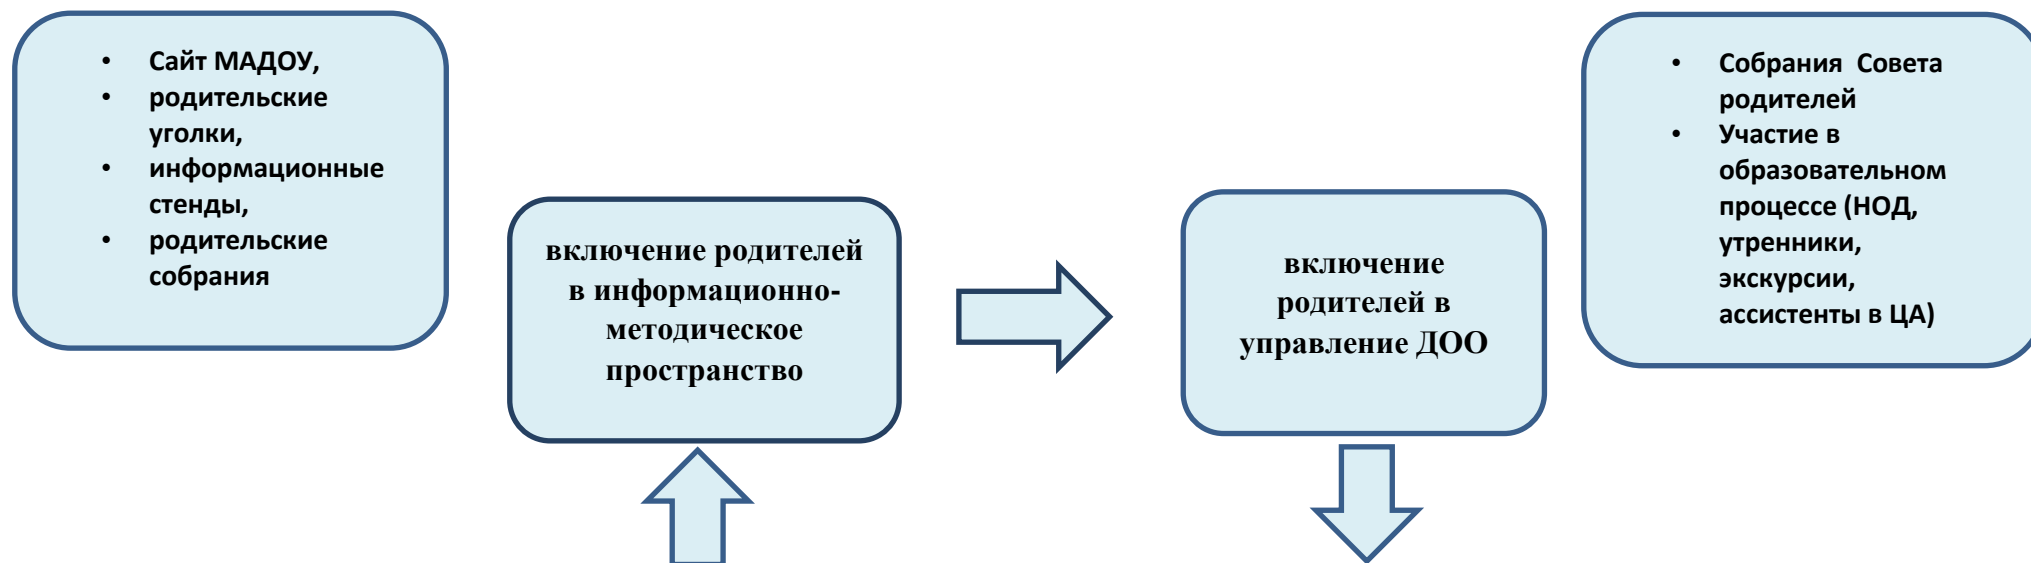 • Сайт МАДОУ,
• родительские
уголки,
• информационные
стенды,
• родительские
собрания
включение родителей
в информационно-
методическое
пространство
включение
родителей в
управление ДОО
• Собрания Совета
родителей
• Участие в
образовательном
процессе (НОД,
утренники,
экскурсии,
ассистенты в ЦА)